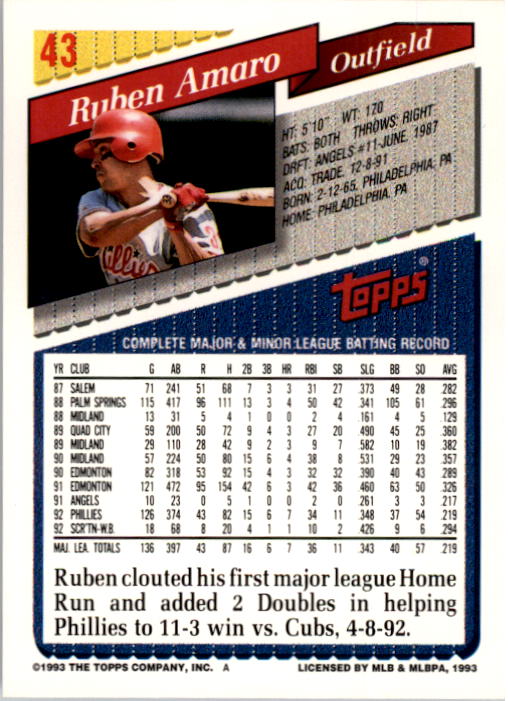 43
Ruben Amaro
Outfield
HT: 5'10" WT: 170
BATS: BOTH THROWS: RIGHT
DRFT: ANGELS #11-JUNE, 1987
ACQ: TRADE, 12-8-91
BORN: 2-12-65, PHILADELPHIA, PA
HOME: PHILADELPHIA, PA
Phillies
TOPPS®
COMPLETE MAJOR & MINOR LEAGUE BATTING RECORD
YR CLUB G AB R H 2B 3B HR RBI SB SLG BB SO AVG
87 SALEM 71 241 51 68 7 3 3 31 27 .373 49 28 .282
88 PALM SPRINGS 115 417 96 111 13 3 4 50 42 .341 105 61 .296
88 MIDLAND 13 31 5 4 1 0 0 2 4 .161 4 5 .129
89 QUAD CITY 59 200 50 72 9 4 3 27 20 .490 45 25 .360
89 MIDLAND 29 110 28 42 9 2 3 9 7 .582 10 19 .382
90 MIDLAND 57 224 50 80 15 6 4 38 8 .531 29 23 .357
90 EDMONTON 82 318 53 92 15 4 3 32 32 .390 40 43 .289
91 EDMONTON 121 472 95 154 42 6 3 42 36 .460 63 50 .326
91 ANGELS 10 23 0 5 1 0 0 2 0 .261 3 3 .217
92 PHILLIES 126 374 43 82 15 6 7 34 11 .348 37 54 .219
92 SCR'TN-W.B. 18 68 8 20 4 1 1 10 2 .426 9 6 .294
MAJ. LEA. TOTALS 136 397 43 87 16 6 7 36 11 .343 40 57 .219
Ruben clouted his first major league Home
Run and added 2 Doubles in helping
Phillies to 11-3 win vs. Cubs, 4-8-92.
©1993 THE TOPPS COMPANY, INC. A LICENSED BY MLB & MLBPA, 1993